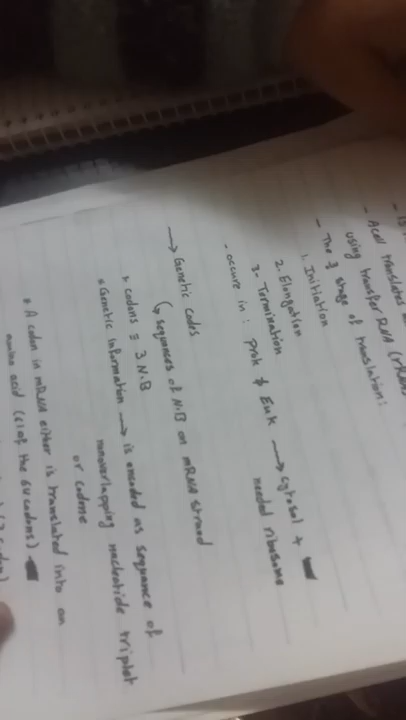 - is
- A cell translates
using transfer RNA
- The 3 stage of translation:
1. Initiation
2. Elongation
3. Termination
- occure in : Prok & Euk → cytosol +
needed ribosome
→ Genetic codes
↳ sequences of N.B on mRNA strand
* codons ≡ 3 N.B
* Genetic Information → is encoded as sequence of
nonoverlapping nucleotide triplet
or codons
* A codon in mRNA either is translated into an
amino acid (61 of the 64 codons)